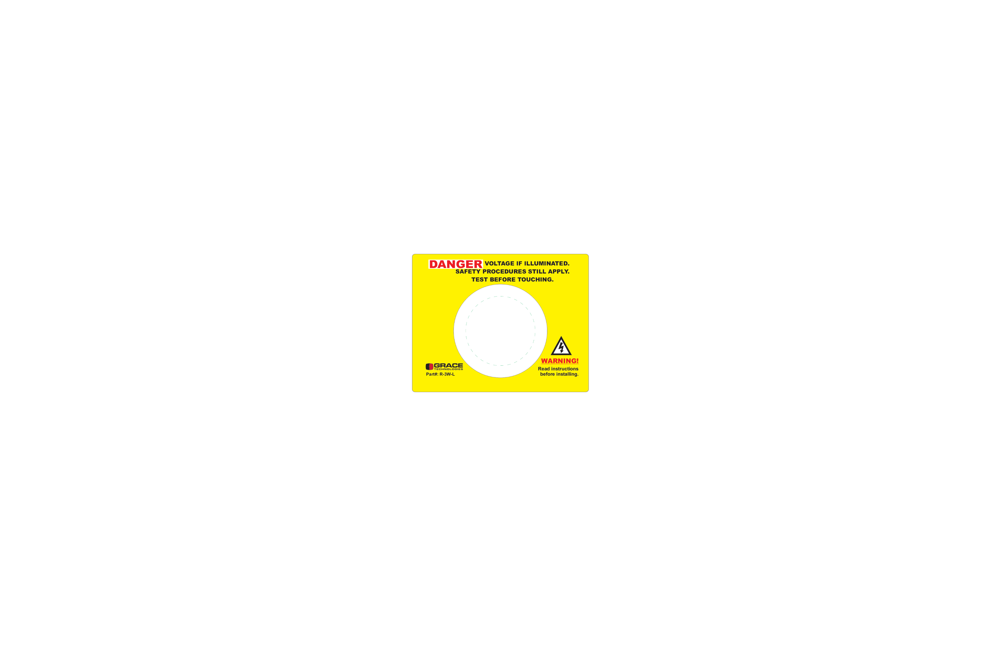 DANGER VOLTAGE IF ILLUMINATED.
SAFETY PROCEDURES STILL APPLY.
TEST BEFORE TOUCHING.
GRACE
TECHNOLOGIES
Part#: R-3W-L
WARNING!
Read instructions
before installing.